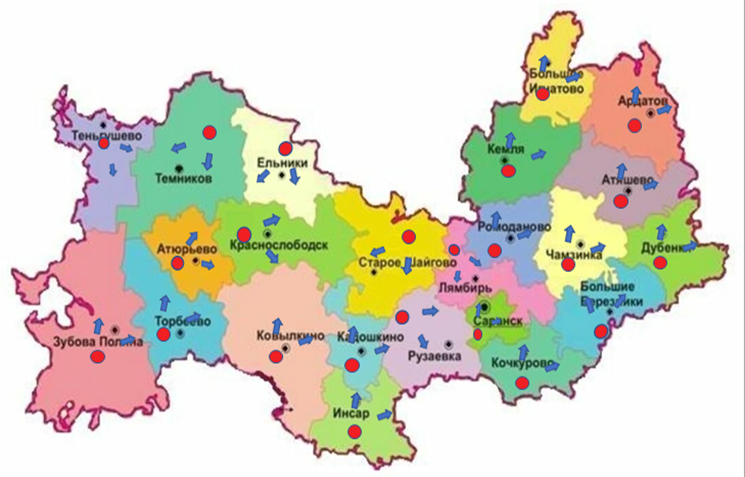 Большие
Игнатово
Ардатов
Теньгушево
Кемля
Ельники
Темников
Атяшево
Ромоданово
Атюрьево
Краснослободск
Чамзинка
Дубенки
Старое Шайгово
Лямбирь
Большие
Березники
Торбеево
Саранск
Зубова Поляна
Ковылкино
Кадошкино
Рузаевка
Кочкурово
Инсар